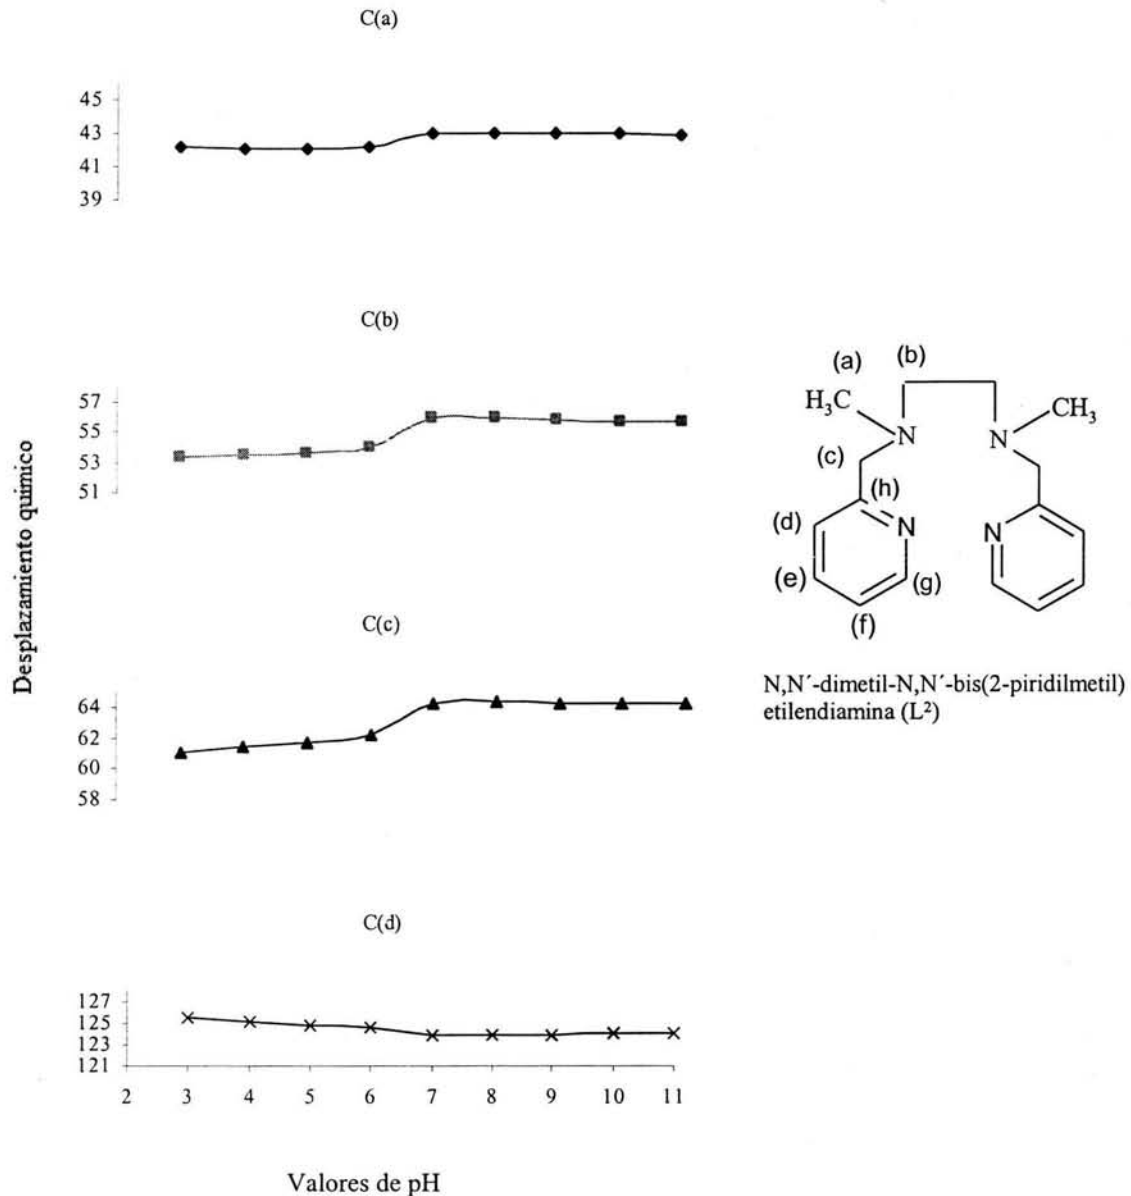 C(a)
45
43
41
39
C(b)
57
55
53
51
C(c)
64
62
60
58
C(d)
127
125
123
121
2 3 4 5 6 7 8 9 10 11
Valores de pH
Desplazamiento químico
(a)
(b)
H₃C
CH₃
N
N
(c)
(h)
(d)
N
N
(e)
(g)
(f)
N,N´-dimetil-N,N´-bis(2-piridilmetil)
etilendiamina (L²)